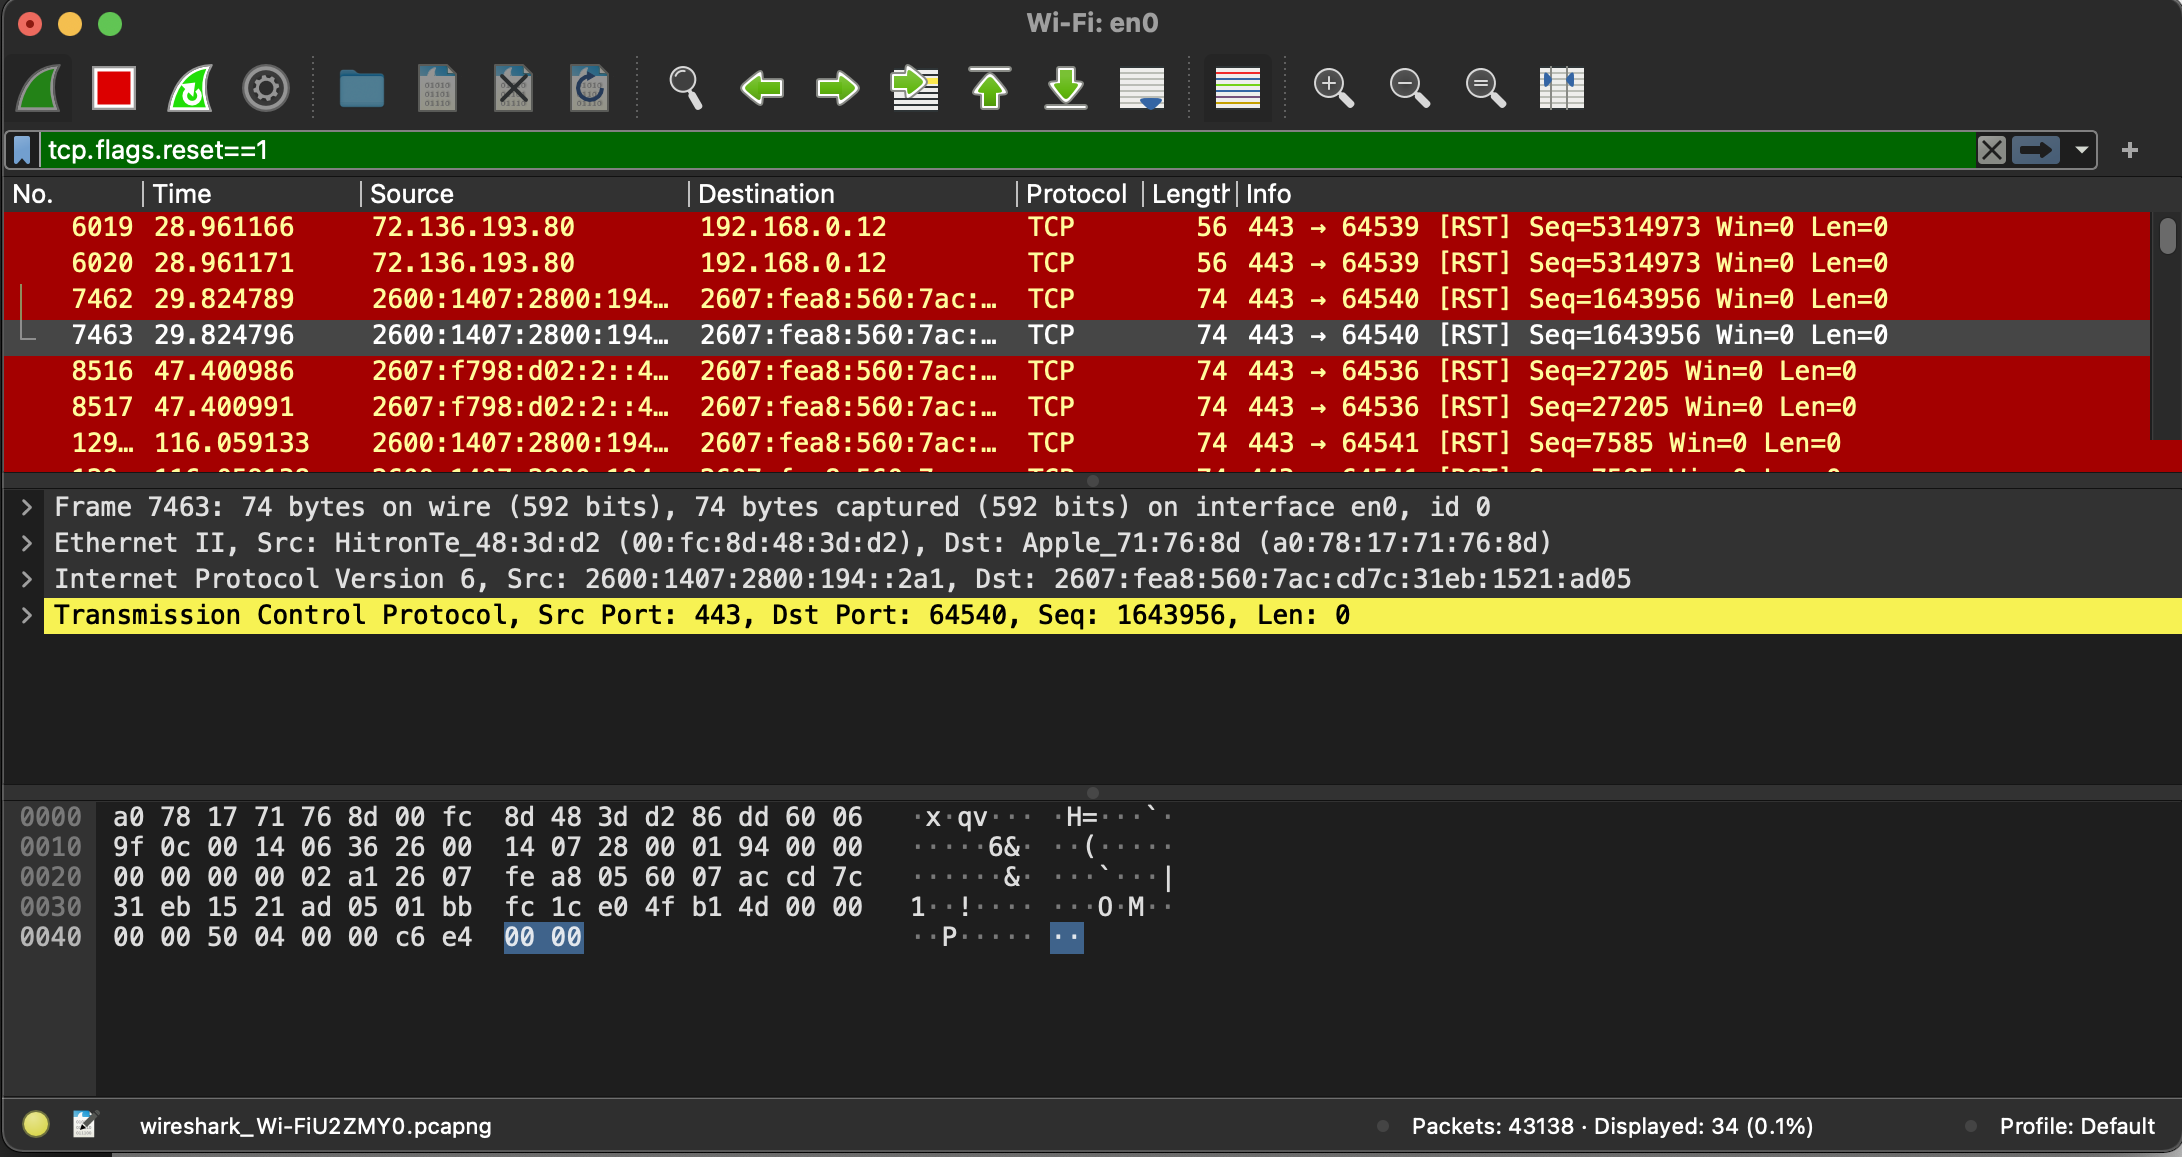 Wi-Fi: en0
tcp.flags.reset==1
No. Time Source Destination Protocol Length Info
6019 28.961166 72.136.193.80 192.168.0.12 TCP 56 443 → 64539 [RST] Seq=5314973 Win=0 Len=0
6020 28.961171 72.136.193.80 192.168.0.12 TCP 56 443 → 64539 [RST] Seq=5314973 Win=0 Len=0
7462 29.824789 2600:1407:2800:194… 2607:fea8:560:7ac:… TCP 74 443 → 64540 [RST] Seq=1643956 Win=0 Len=0
7463 29.824796 2600:1407:2800:194… 2607:fea8:560:7ac:… TCP 74 443 → 64540 [RST] Seq=1643956 Win=0 Len=0
8516 47.400986 2607:f798:d02:2::4… 2607:fea8:560:7ac:… TCP 74 443 → 64536 [RST] Seq=27205 Win=0 Len=0
8517 47.400991 2607:f798:d02:2::4… 2607:fea8:560:7ac:… TCP 74 443 → 64536 [RST] Seq=27205 Win=0 Len=0
129… 116.059133 2600:1407:2800:194… 2607:fea8:560:7ac:… TCP 74 443 → 64541 [RST] Seq=7585 Win=0 Len=0
Frame 7463: 74 bytes on wire (592 bits), 74 bytes captured (592 bits) on interface en0, id 0
Ethernet II, Src: HitronTe_48:3d:d2 (00:fc:8d:48:3d:d2), Dst: Apple_71:76:8d (a0:78:17:71:76:8d)
Internet Protocol Version 6, Src: 2600:1407:2800:194::2a1, Dst: 2607:fea8:560:7ac:cd7c:31eb:1521:ad05
Transmission Control Protocol, Src Port: 443, Dst Port: 64540, Seq: 1643956, Len: 0
0000 a0 78 17 71 76 8d 00 fc 8d 48 3d d2 86 dd 60 06 ·x·qv··· ·H=···`·
0010 9f 0c 00 14 06 36 26 00 14 07 28 00 01 94 00 00 ·····6&· ··(·····
0020 00 00 00 00 02 a1 26 07 fe a8 05 60 07 ac cd 7c ······&· ···`···|
0030 31 eb 15 21 ad 05 01 bb fc 1c e0 4f b1 4d 00 00 1··!···· ···O·M··
0040 00 00 50 04 00 00 c6 e4 00 00 ··P····· ··
wireshark_Wi-FiU2ZMY0.pcapng Packets: 43138 · Displayed: 34 (0.1%) Profile: Default